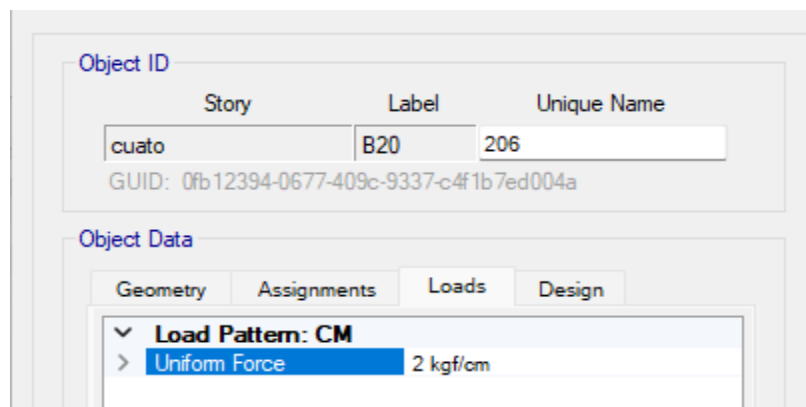 Object ID
Story Label Unique Name
cuato B20 206
GUID: 0fb12394-0677-409c-9337-c4f1b7ed004a
Object Data
Geometry Assignments Loads Design
Load Pattern: CM
Uniform Force 2 kgf/cm